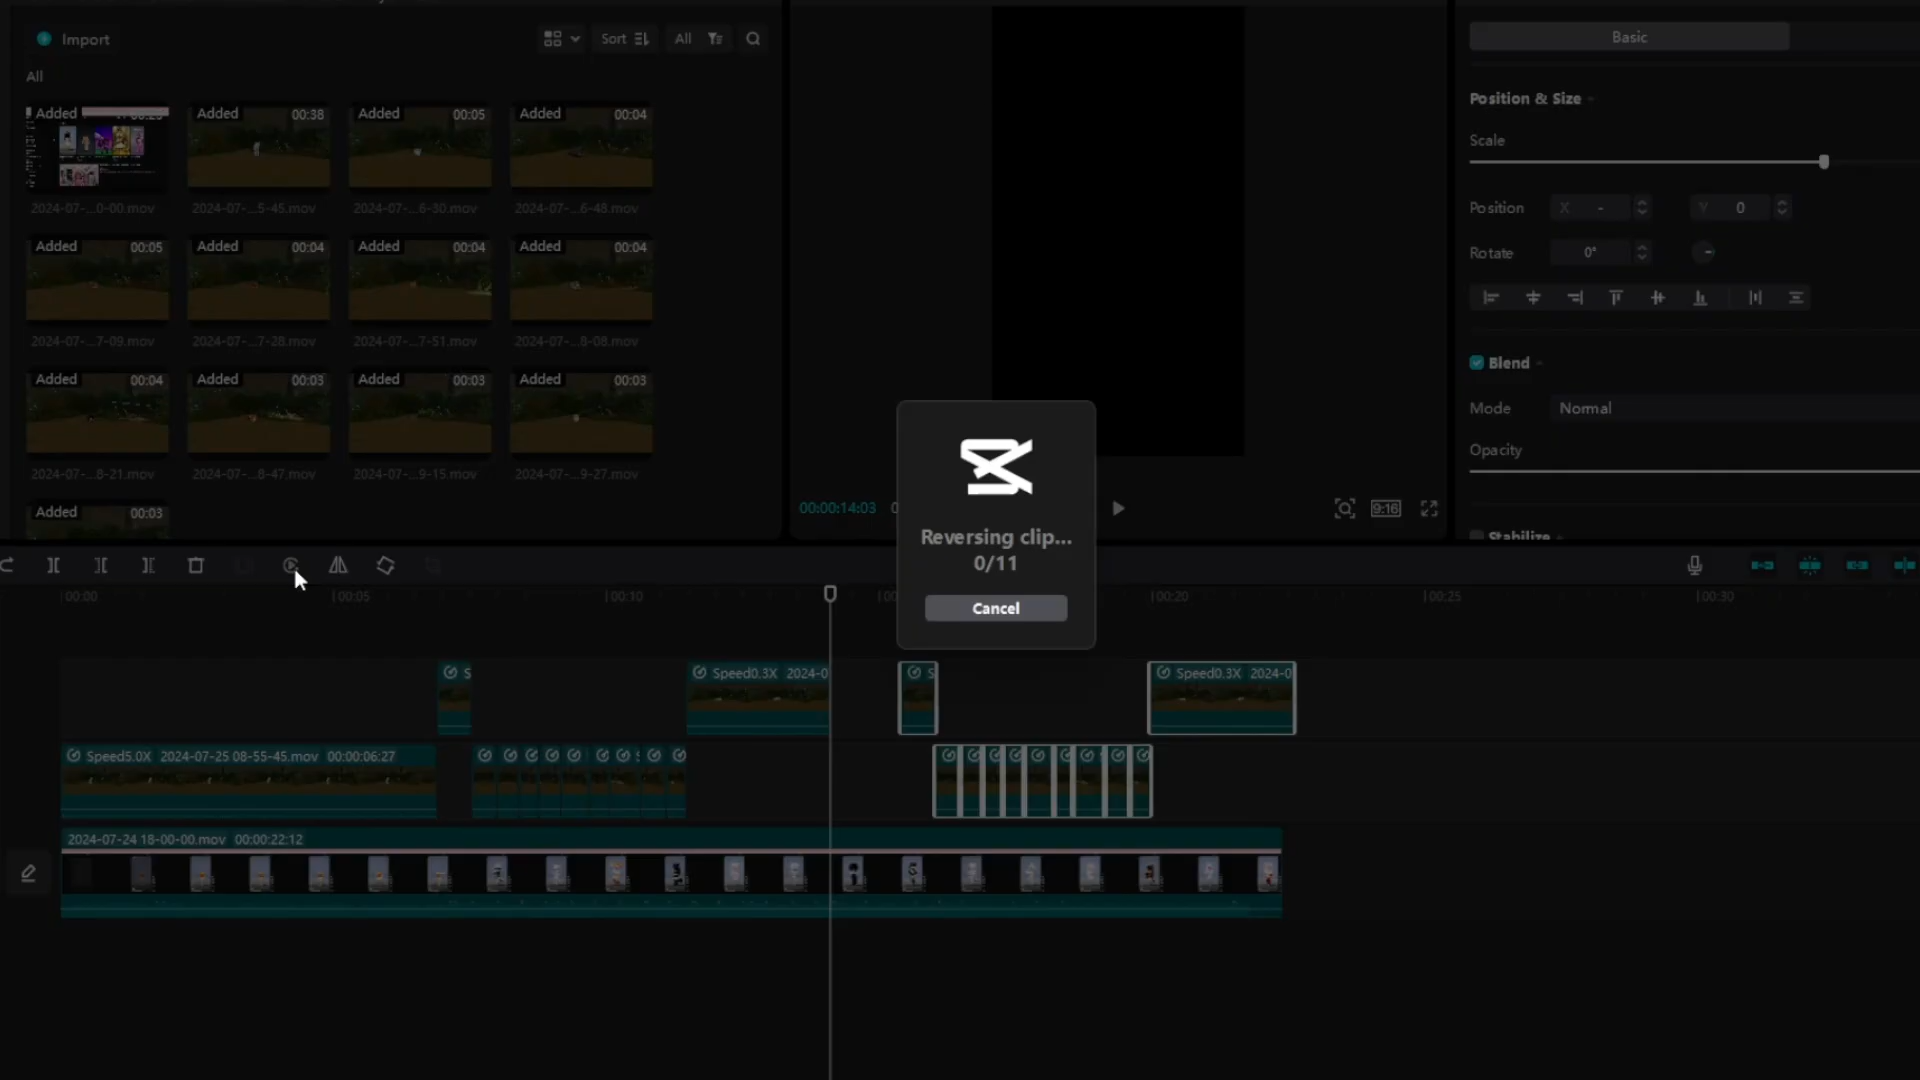 Import
Sort
All
All
Added
Added 00:38
Added 00:05
Added 00:04
2024-07-...0-00.mov
2024-07-...5-45.mov
2024-07-...6-30.mov
2024-07-...6-48.mov
Added 00:05
Added 00:04
Added 00:04
Added 00:04
2024-07-...7-09.mov
2024-07-...7-28.mov
2024-07-...7-51.mov
2024-07-...8-08.mov
Added 00:04
Added 00:03
Added 00:03
Added 00:03
2024-07-...8-21.mov
2024-07-...8-47.mov
2024-07-...9-15.mov
2024-07-...9-27.mov
Added 00:03
00:00:14:03 0
9:16
Basic
Position & Size
Scale
Position X - Y 0
Rotate 0°
Blend
Mode Normal
Opacity
Stabilize
Reversing clip...
0/11
Cancel
00:00
00:05
00:10
00:20
00:25
00:30
S
Speed0.3X 2024-0
S
Speed0.3X 2024-0
Speed5.0X 2024-07-25 08-55-45.mov 00:00:06:27
2024-07-24 18-00-00.mov 00:00:22:12